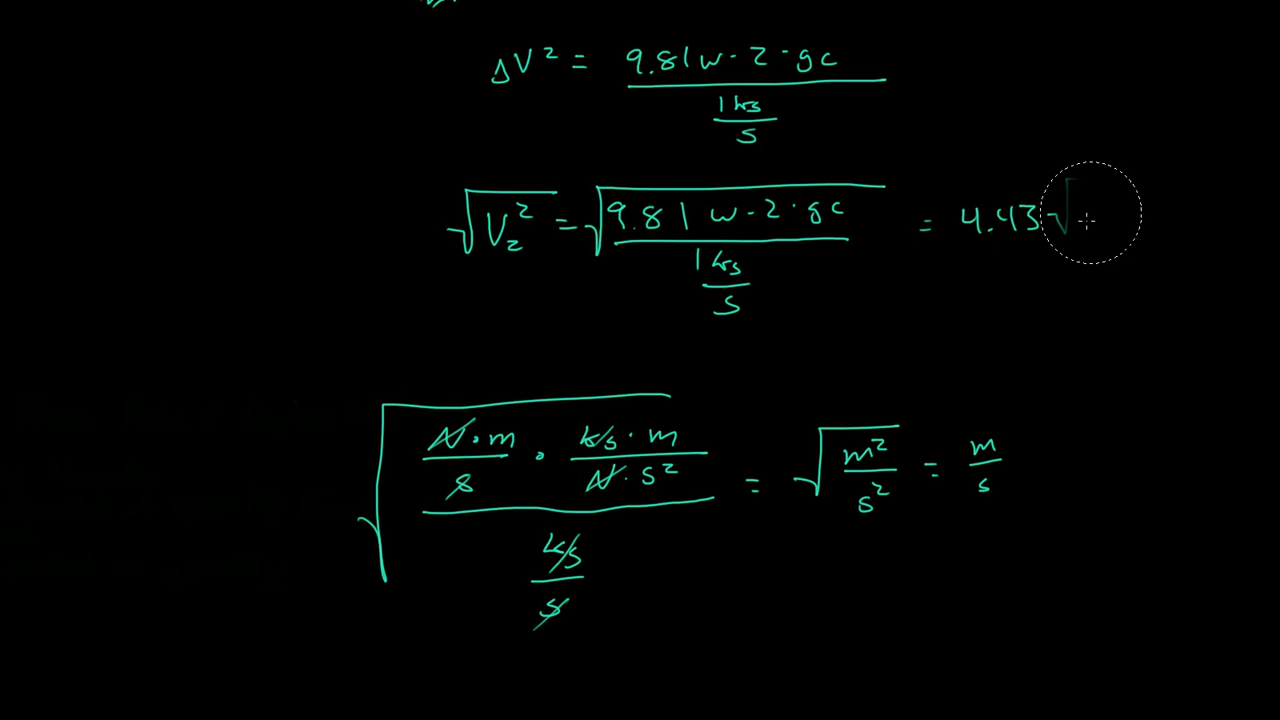 ΔV² = 9.81 w · 2 · gc / (1 kg / s)
√V₂² = √(9.81 w · 2 · gc / (1 kg / s)) = 4.43 √
√((N · m / s · kg · m / N · s²) / (kg / s)) = √(m² / s²) = m / s